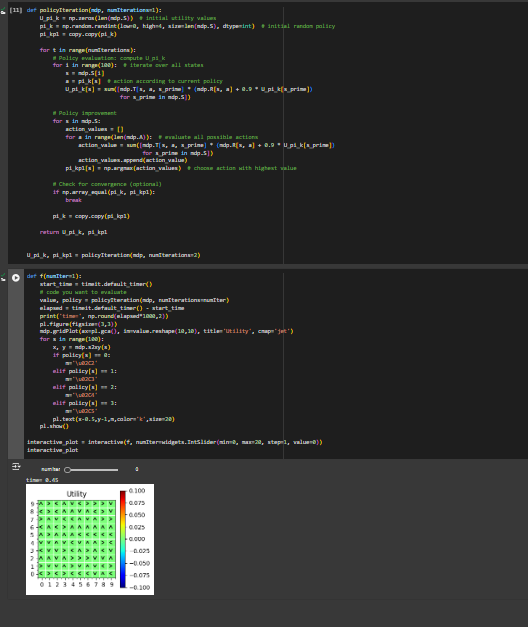 [11] def policyIteration(mdp, numIterations=1):
U_pi_k = np.zeros(len(mdp.S)) # initial utility values
pi_k = np.random.randint(low=0, high=4, size=len(mdp.S), dtype=int) # initial random policy
pi_kp1 = copy.copy(pi_k)
for t in range(numIterations):
# Policy evaluation: compute U_pi_k
for i in range(100): # iterate over all states
s = mdp.S[i]
a = pi_k[s] # action according to current policy
U_pi_k[s] = sum([mdp.T[s, a, s_prime] * (mdp.R[s, a] + 0.9 * U_pi_k[s_prime])
for s_prime in mdp.S])
# Policy improvement
for s in mdp.S:
action_values = []
for a in range(len(mdp.A)): # evaluate all possible actions
action_value = sum([mdp.T[s, a, s_prime] * (mdp.R[s, a] + 0.9 * U_pi_k[s_prime])
for s_prime in mdp.S])
action_values.append(action_value)
pi_kp1[s] = np.argmax(action_values) # choose action with highest value
# Check for convergence (optional)
if np.array_equal(pi_k, pi_kp1):
break
pi_k = copy.copy(pi_kp1)
return U_pi_k, pi_kp1
U_pi_k, pi_kp1 = policyIteration(mdp, numIterations=2)
def f(numIter=1):
start_time = timeit.default_timer()
# code you want to evaluate
value, policy = policyIteration(mdp, numIterations=numIter)
elapsed = timeit.default_timer() - start_time
print('time=', np.round(elapsed*1000,2))
pl.figure(figsize=(3,3))
mdp.gridPlot(ax=pl.gca(), im=value.reshape(10,10), title='Utility', cmap='jet')
for s in range(100):
x, y = mdp.s2xy(s)
if policy[s] == 0:
m='\u02C2'
elif policy[s] == 1:
m='\u02C3'
elif policy[s] == 2:
m='\u02C4'
elif policy[s] == 3:
m='\u02C5'
pl.text(x-0.5,y-1,m,color='k',size=20)
pl.show()
interactive_plot = interactive(f, numIter=widgets.IntSlider(min=0, max=20, step=1, value=0))
interactive_plot
numIter 0
time= 0.45
Utility
9
8
7
6
5
4
3
2
1
0
0 1 2 3 4 5 6 7 8 9
0.100
0.075
0.050
0.025
0.000
−0.025
−0.050
−0.075
−0.100